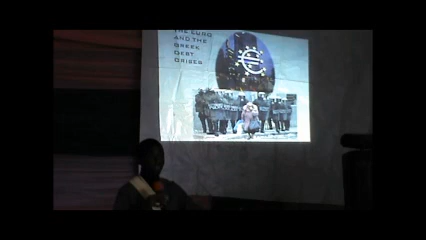 The Euro
and the
Greek
Debt
Crises